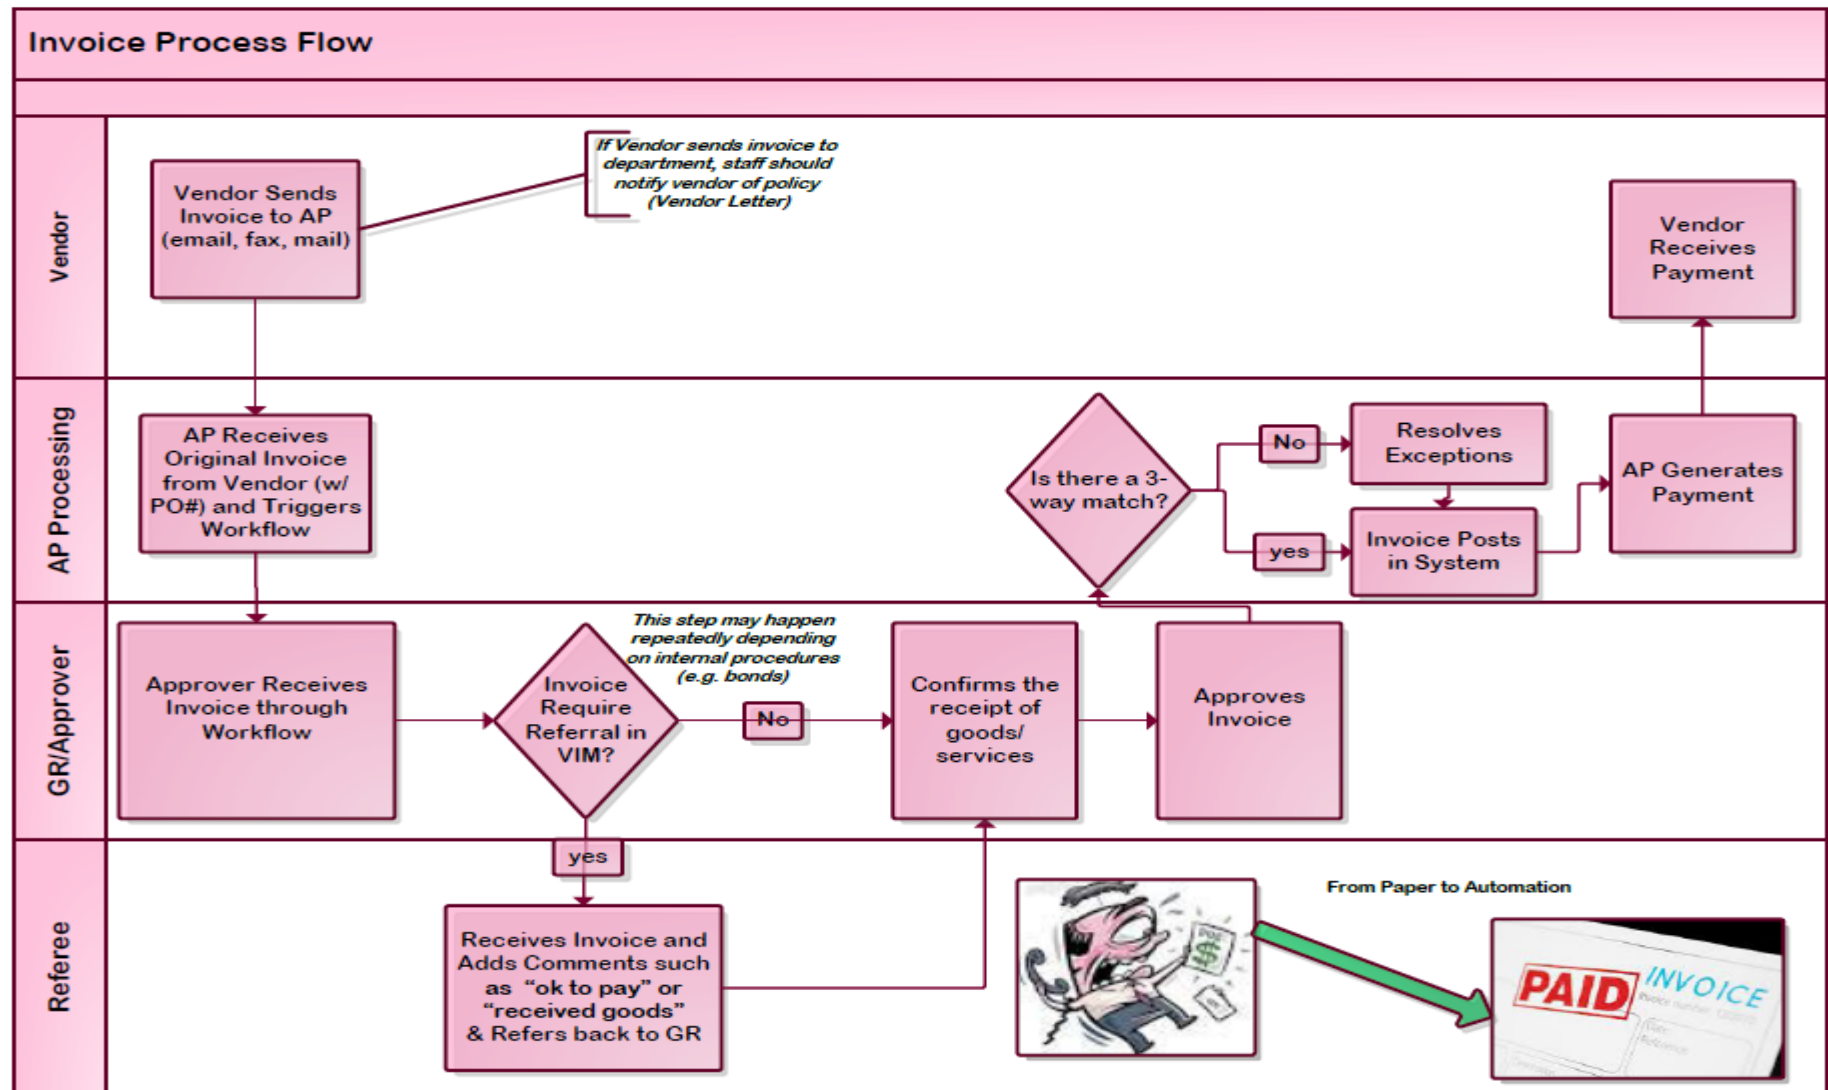 Invoice Process Flow
Vendor
Vendor Sends
Invoice to AP
(email, fax, mail)
If Vendor sends invoice to
department, staff should
notify vendor of policy
(Vendor Letter)
Vendor
Receives
Payment
AP Processing
AP Receives
Original Invoice
from Vendor (w/
PO#) and Triggers
Workflow
Is there a 3-
way match?
No
Resolves
Exceptions
yes
Invoice Posts
in System
AP Generates
Payment
GR/Approver
Approver Receives
Invoice through
Workflow
Invoice
Require
Referral in
VIM?
This step may happen
repeatedly depending
on internal procedures
(e.g. bonds)
No
Confirms the
receipt of
goods/
services
Approves
Invoice
Referee
yes
Receives Invoice and
Adds Comments such
as "ok to pay" or
"received goods"
& Refers back to GR
From Paper to Automation
PAID
INVOICE